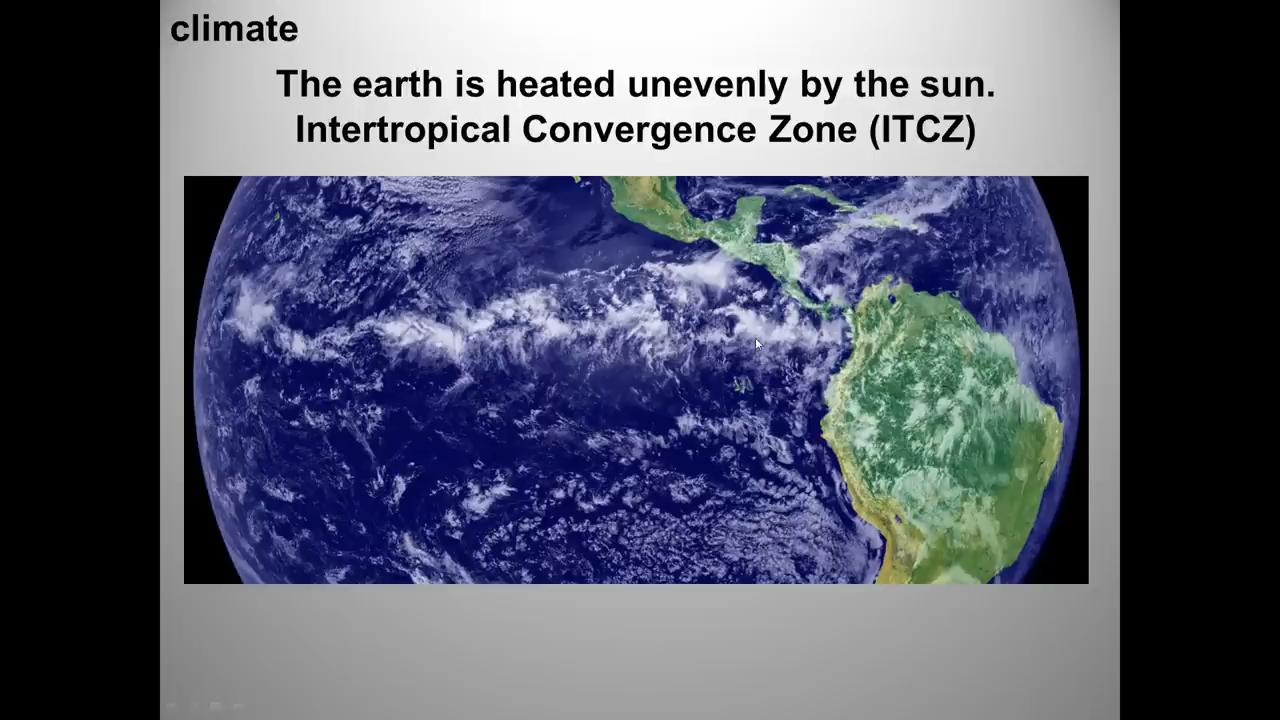 climate
The earth is heated unevenly by the sun.
Intertropical Convergence Zone (ITCZ)